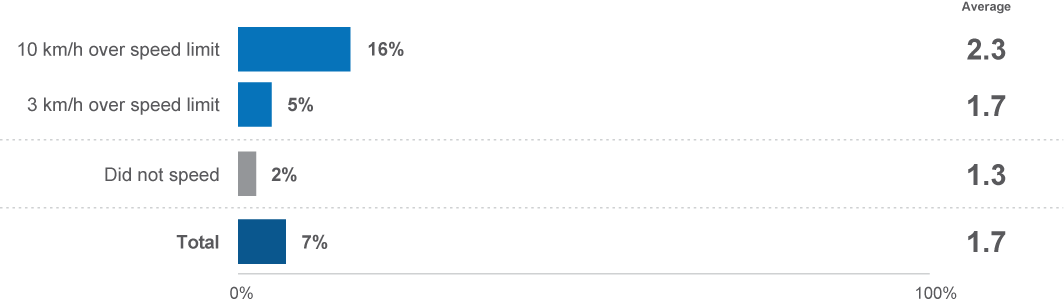 Average
10 km/h over speed limit 16% 2.3
3 km/h over speed limit 5% 1.7
Did not speed 2% 1.3
Total 7% 1.7
0% 100%